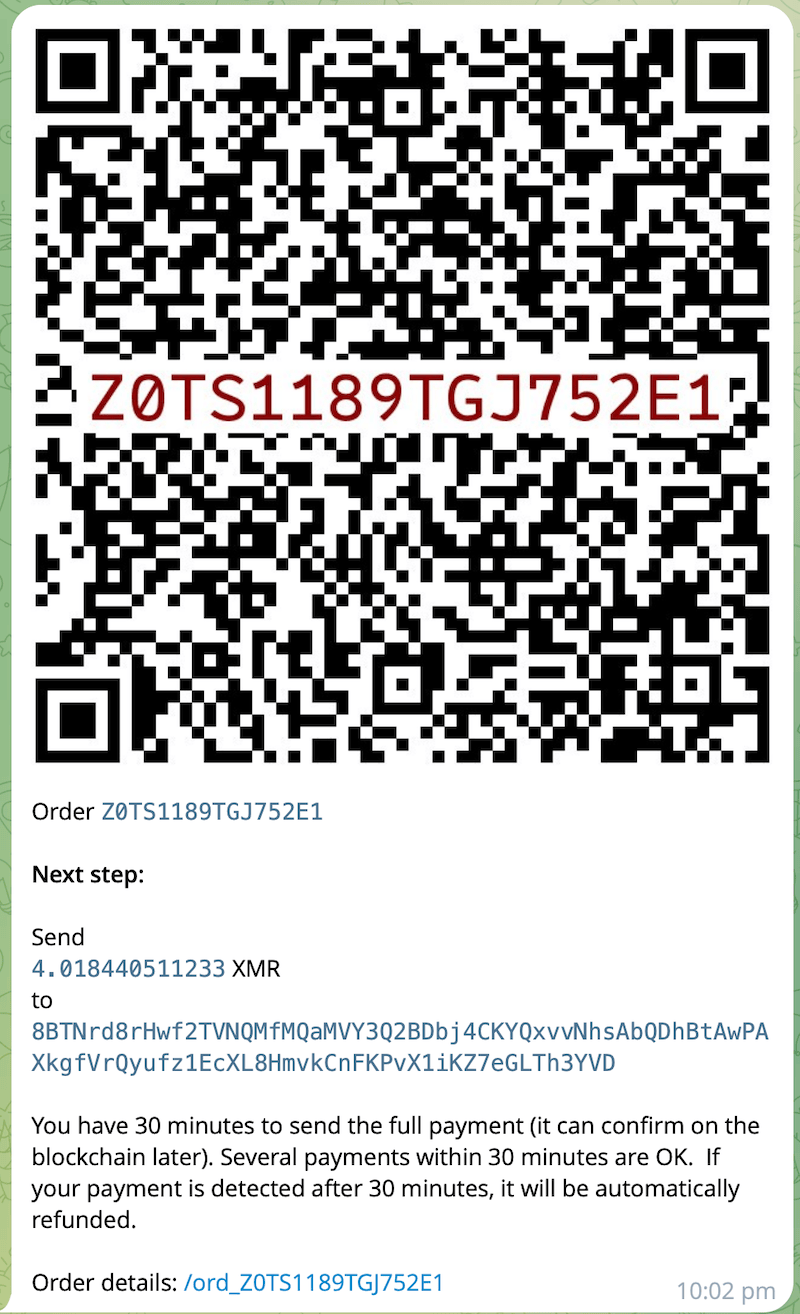 Z0TS1189TGJ752E1
Order Z0TS1189TGJ752E1
Next step:
Send
4.018440511233 XMR
to
8BTNrd8rHwf2TVNQMfMQaMVY3Q2BDbj4CKYQxvvNhsAbQDhBtAwPA
XkgfVrQyufz1EcXL8HmvkCnFKPvX1iKZ7eGLTh3YVD
You have 30 minutes to send the full payment (it can confirm on the
blockchain later). Several payments within 30 minutes are OK.  If
your payment is detected after 30 minutes, it will be automatically
refunded.
Order details: /ord_Z0TS1189TGJ752E1
10:02 pm